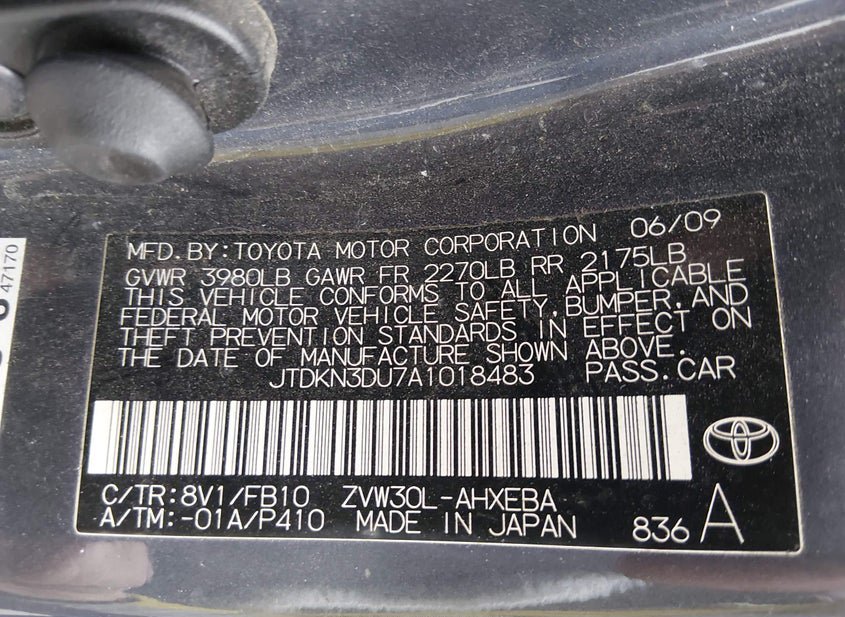 MFD.BY:TOYOTA MOTOR CORPORATION 06/09
GVWR 3980LB GAWR FR 2270LB RR 2175LB
THIS VEHICLE CONFORMS TO ALL APPLICABLE
FEDERAL MOTOR VEHICLE SAFETY, BUMPER, AND
THEFT PREVENTION STANDARDS IN EFFECT ON
THE DATE OF MANUFACTURE SHOWN ABOVE.
JTDKN3DU7A1018483 PASS.CAR
C/TR:8V1/FB10 ZVW30L-AHXEBA
A/TM:-01A/P410 MADE IN JAPAN 836 A
47170